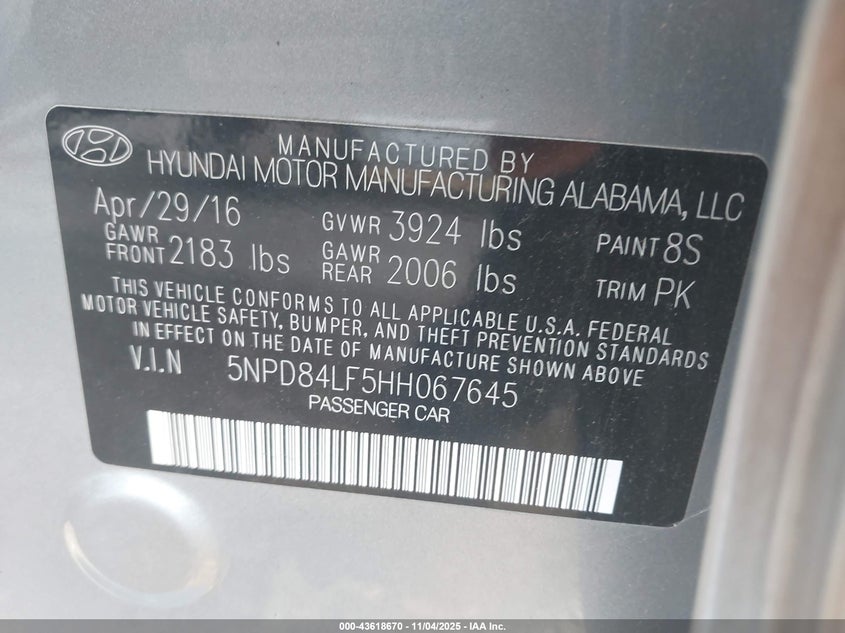 MANUFACTURED BY
HYUNDAI MOTOR MANUFACTURING ALABAMA, LLC
Apr/29/16 GVWR 3924 lbs PAINT 8S
GAWR FRONT 2183 lbs GAWR REAR 2006 lbs TRIM PK
THIS VEHICLE CONFORMS TO ALL APPLICABLE U.S.A. FEDERAL
MOTOR VEHICLE SAFETY, BUMPER, AND THEFT PREVENTION STANDARDS
IN EFFECT ON THE DATE OF MANUFACTURE SHOWN ABOVE
V.I.N 5NPD84LF5HH067645
PASSENGER CAR
000-43618670 - 11/04/2025 - IAA Inc.